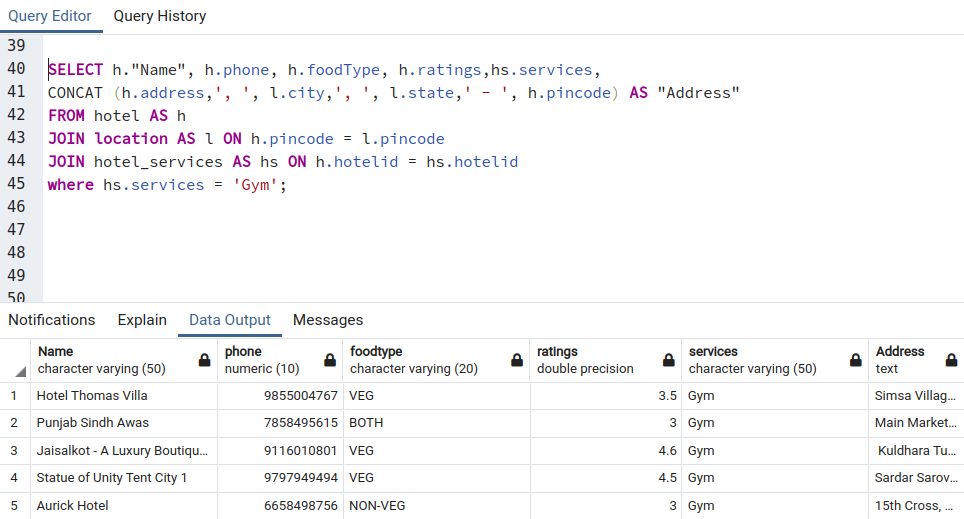 Query Editor Query History
39
40 SELECT h."Name", h.phone, h.foodType, h.ratings,hs.services,
41 CONCAT (h.address,', ', l.city,', ', l.state,' - ', h.pincode) AS "Address"
42 FROM hotel AS h
43 JOIN location AS l ON h.pincode = l.pincode
44 JOIN hotel_services AS hs ON h.hotelid = hs.hotelid
45 where hs.services = 'Gym';
46
47
48
49
50
Notifications Explain Data Output Messages
Name phone foodtype ratings services Address
character varying (50) numeric (10) character varying (20) double precision character varying (50) text
1 Hotel Thomas Villa 9855004767 VEG 3.5 Gym Simsa Villag...
2 Punjab Sindh Awas 7858495615 BOTH 3 Gym Main Market...
3 Jaisalkot - A Luxury Boutiqu... 9116010801 VEG 4.6 Gym Kuldhara Tu...
4 Statue of Unity Tent City 1 9797949494 VEG 4.5 Gym Sardar Sarov...
5 Aurick Hotel 6658498756 NON-VEG 3 Gym 15th Cross, ...